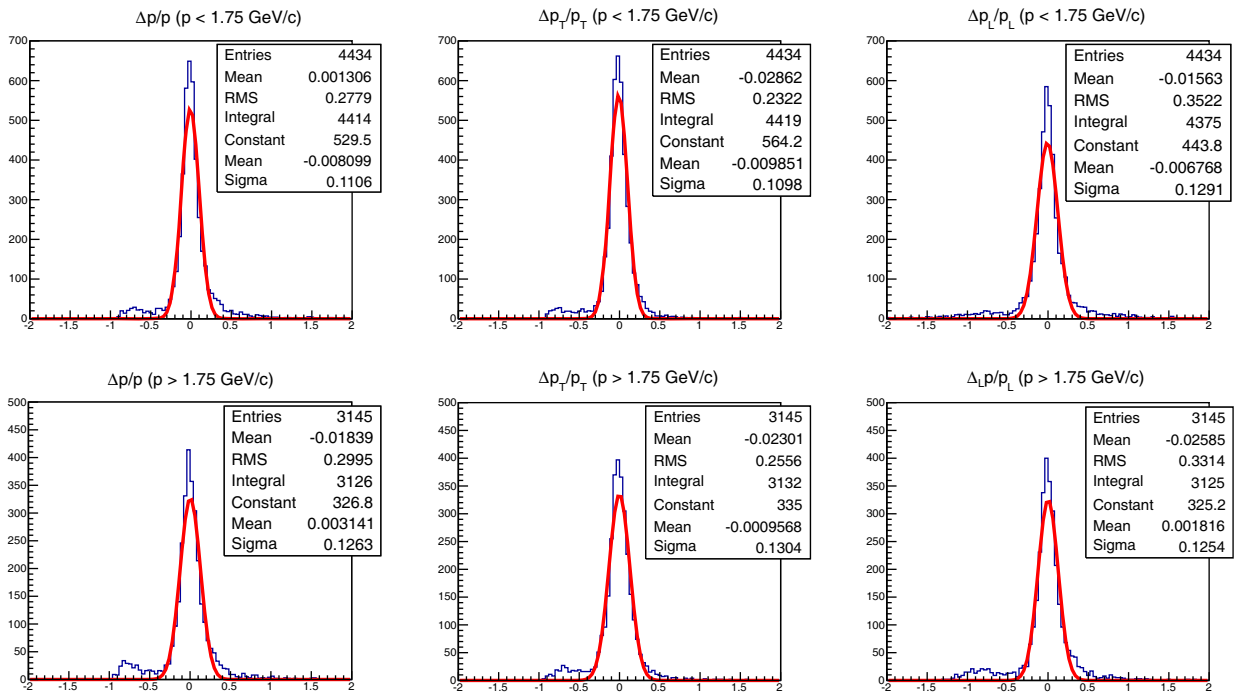 Δp/p (p < 1.75 GeV/c)
700
600
500
400
300
200
100
0
-2 -1.5 -1 -0.5 0 0.5 1 1.5 2
Entries 4434
Mean 0.001306
RMS 0.2779
Integral 4414
Constant 529.5
Mean -0.008099
Sigma 0.1106
Δp_T/p_T (p < 1.75 GeV/c)
700
600
500
400
300
200
100
0
-2 -1.5 -1 -0.5 0 0.5 1 1.5 2
Entries 4434
Mean -0.02862
RMS 0.2322
Integral 4419
Constant 564.2
Mean -0.009851
Sigma 0.1098
Δp_L/p_L (p < 1.75 GeV/c)
700
600
500
400
300
200
100
0
-2 -1.5 -1 -0.5 0 0.5 1 1.5 2
Entries 4434
Mean -0.01563
RMS 0.3522
Integral 4375
Constant 443.8
Mean -0.006768
Sigma 0.1291
Δp/p (p > 1.75 GeV/c)
500
450
400
350
300
250
200
150
100
50
0
-2 -1.5 -1 -0.5 0 0.5 1 1.5 2
Entries 3145
Mean -0.01839
RMS 0.2995
Integral 3126
Constant 326.8
Mean 0.003141
Sigma 0.1263
Δp_T/p_T (p > 1.75 GeV/c)
500
450
400
350
300
250
200
150
100
50
0
-2 -1.5 -1 -0.5 0 0.5 1 1.5 2
Entries 3145
Mean -0.02301
RMS 0.2556
Integral 3132
Constant 335
Mean -0.0009568
Sigma 0.1304
Δ_Lp/p_L (p > 1.75 GeV/c)
500
450
400
350
300
250
200
150
100
50
0
-2 -1.5 -1 -0.5 0 0.5 1 1.5 2
Entries 3145
Mean -0.02585
RMS 0.3314
Integral 3125
Constant 325.2
Mean 0.001816
Sigma 0.1254